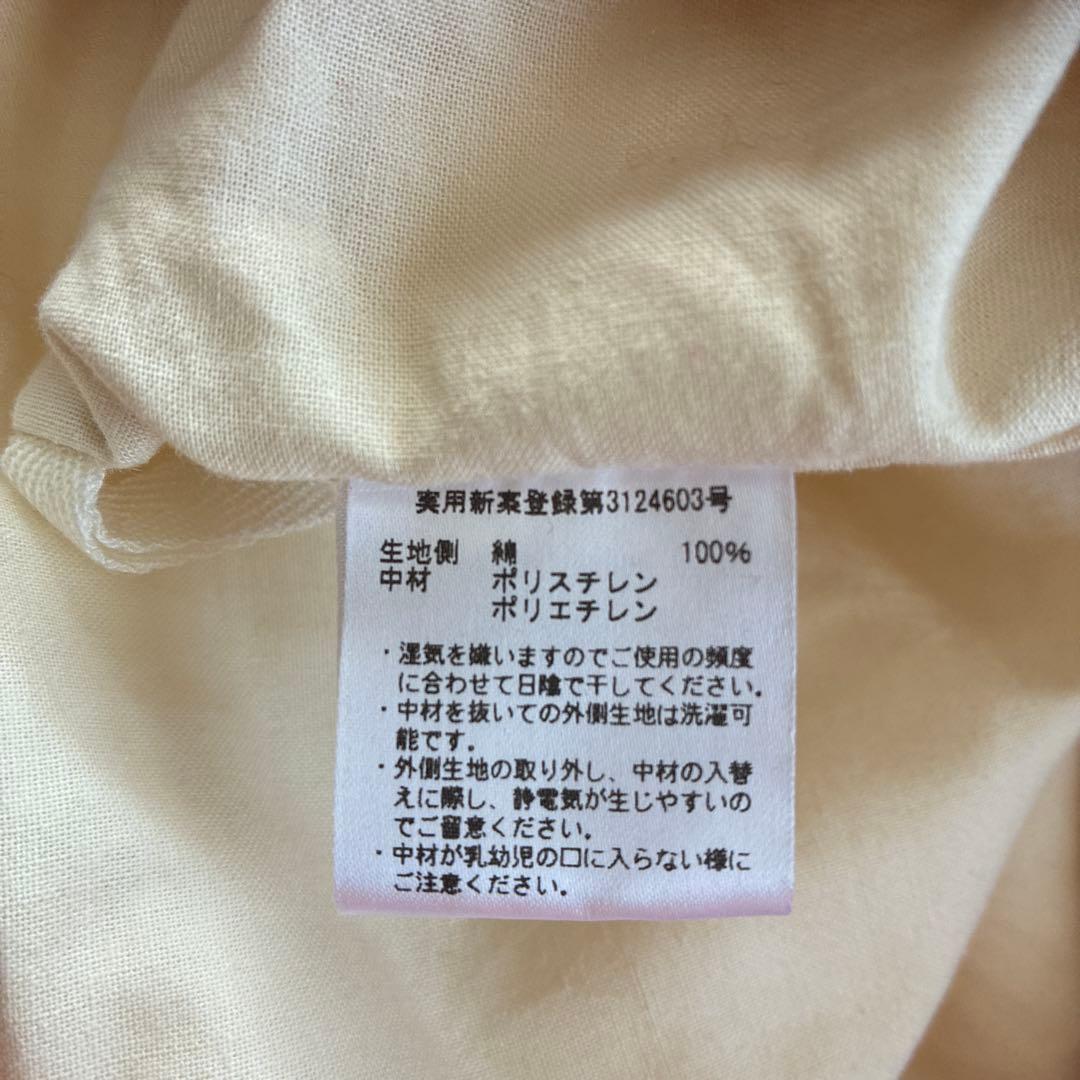 実用新案登録第3124603号
生地側 綿 100%
中材 ポリスチレン
ポリエチレン
・湿気を嫌いますのでご使用の頻度
に合わせて日陰で干してください。
・中材を抜いての外側生地は洗濯可
能です。
・外側生地の取り外し、中材の入替
えに際し、静電気が生じやすいの
でご留意ください。
・中材が乳幼児の口に入らない様に
ご注意ください。